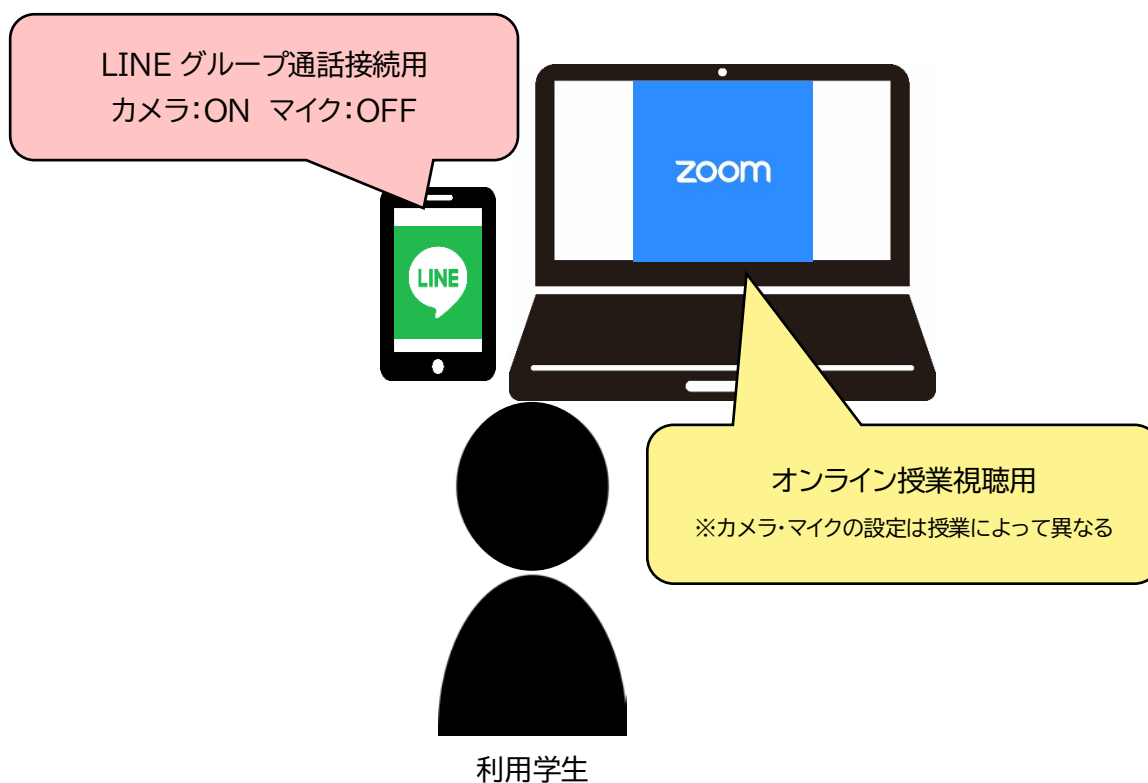 LINE グループ通話接続用
カメラ：ON マイク：OFF
zoom
LINE
オンライン授業視聴用
※カメラ・マイクの設定は授業によって異なる
利用学生